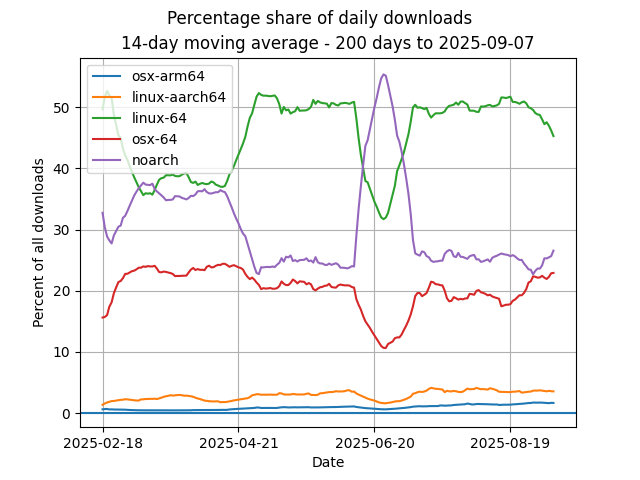 Percentage share of daily downloads
14-day moving average - 200 days to 2025-09-07
osx-arm64
linux-aarch64
linux-64
osx-64
noarch
Percent of all downloads
50
40
30
20
10
0
2025-02-18
2025-04-21
2025-06-20
2025-08-19
Date